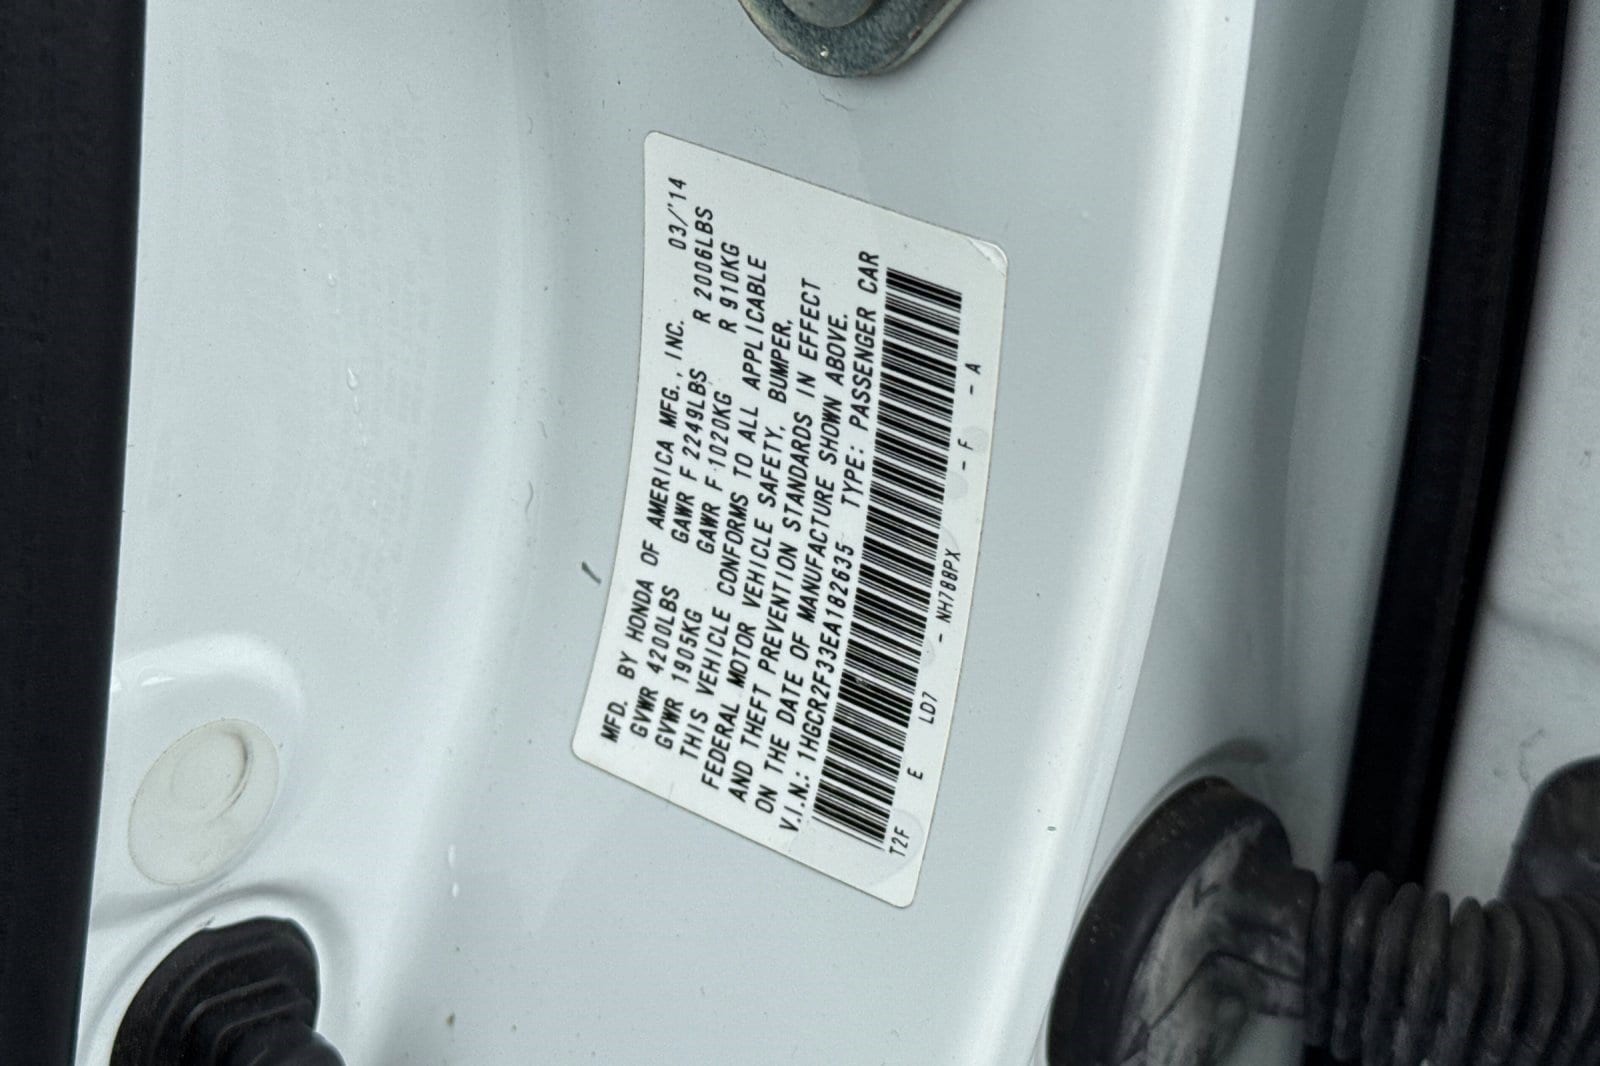 MFD. BY HONDA OF AMERICA MFG., INC. 03/'14
GVWR 4200LBS GAWR F 2249LBS R 2006LBS
GVWR 1905KG GAWR F 1020KG R 910KG
THIS VEHICLE CONFORMS TO ALL APPLICABLE
FEDERAL MOTOR VEHICLE SAFETY, BUMPER,
AND THEFT PREVENTION STANDARDS IN EFFECT
ON THE DATE OF MANUFACTURE SHOWN ABOVE.
V.I.N.: 1HGCR2F33EA182635 TYPE: PASSENGER CAR
T2F E LD7 - NH788PX - F - A